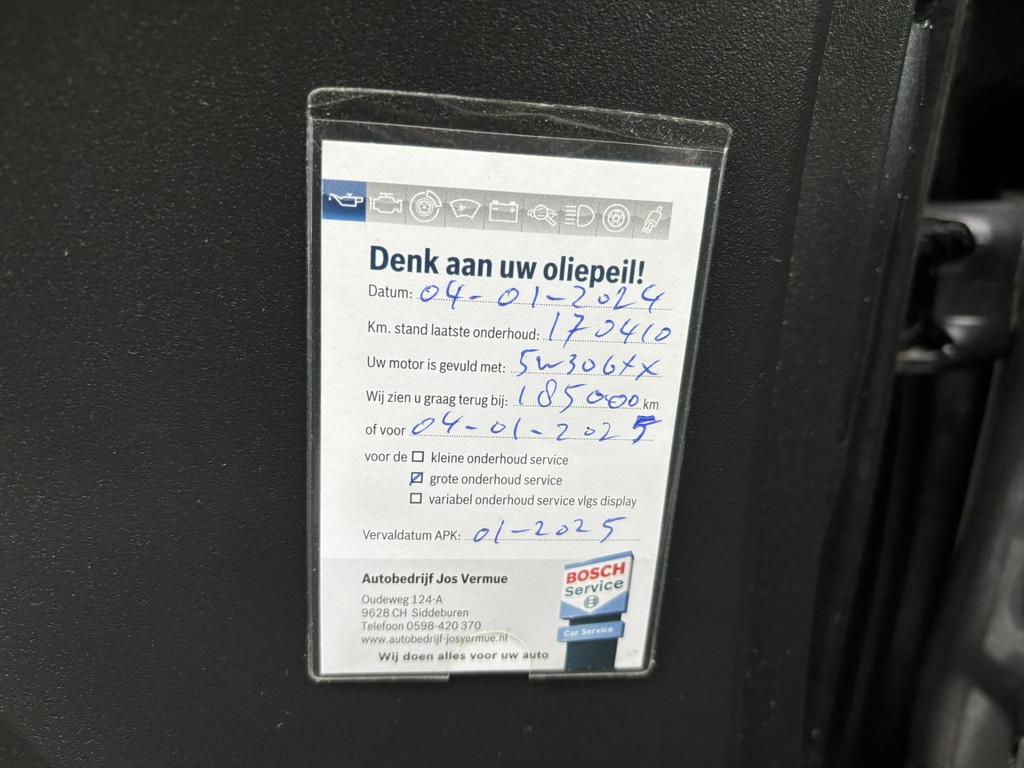 Denk aan uw oliepeil!
Datum: 04-01-2024
Km. stand laatste onderhoud: 170410
Uw motor is gevuld met: 5w30Gtx
Wij zien u graag terug bij: 185000 km
of voor 04-01-2025
voor de ☐ kleine onderhoud service
☑ grote onderhoud service
☐ variabel onderhoud service vlgs display
Vervaldatum APK: 01-2025
Autobedrijf Jos Vermue
Oudeweg 124-A
9628 CH Siddeburen
Telefoon 0598-420 370
www.autobedrijf-josvermue.nl
Wij doen alles voor uw auto
BOSCH
Service
Car Service